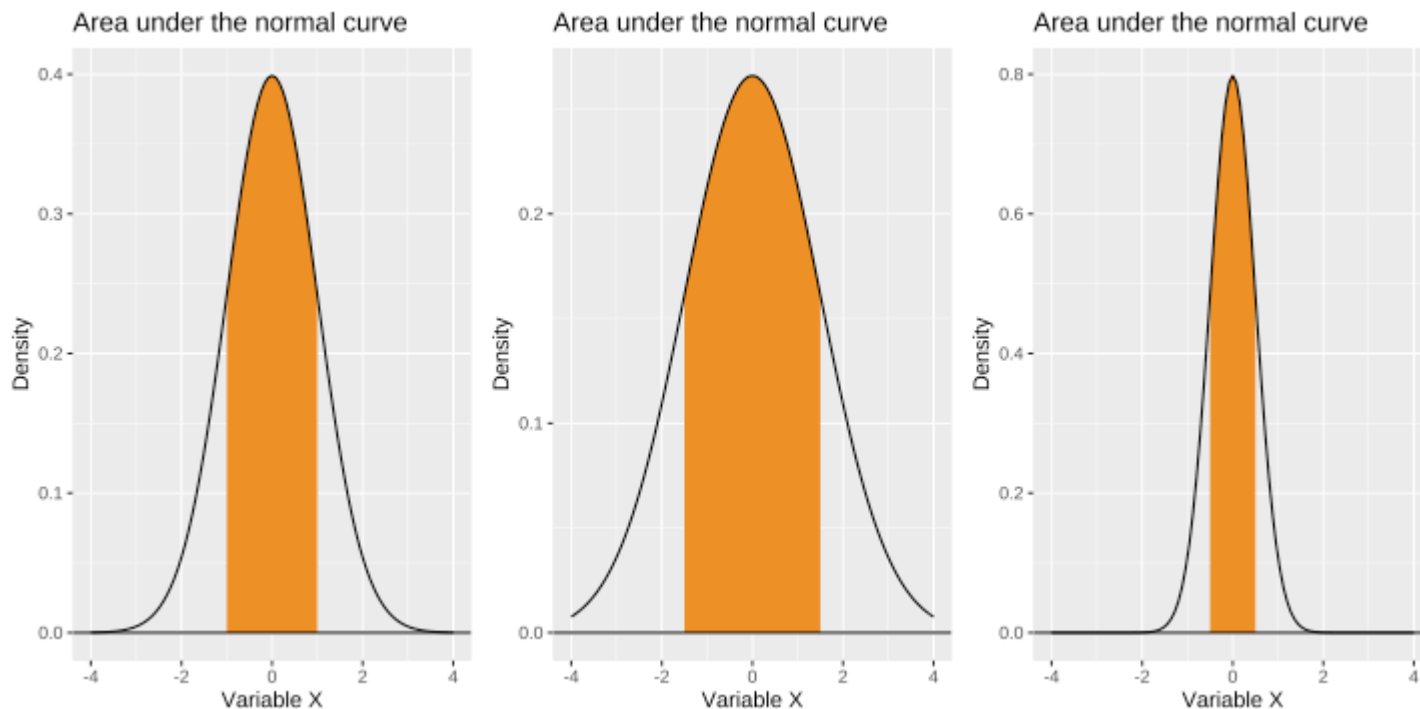 Area under the normal curve
0.4
0.3
0.2
0.1
0.0
Density
-4 -2 0 2 4
Variable X
Area under the normal curve
0.2
0.1
0.0
Density
-4 -2 0 2 4
Variable X
Area under the normal curve
0.8
0.6
0.4
0.2
0.0
Density
-4 -2 0 2 4
Variable X